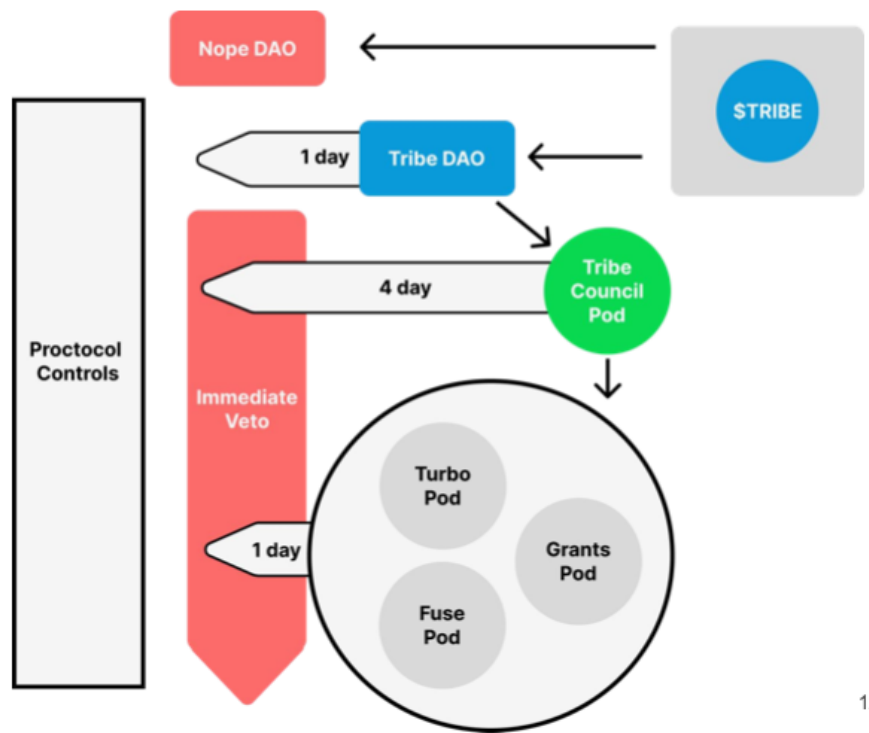 Nope DAO
$TRIBE
1 day
Tribe DAO
Tribe
Council
Pod
4 day
Proctocol
Controls
Immediate
Veto
Turbo
Pod
1 day
Grants
Pod
Fuse
Pod
1